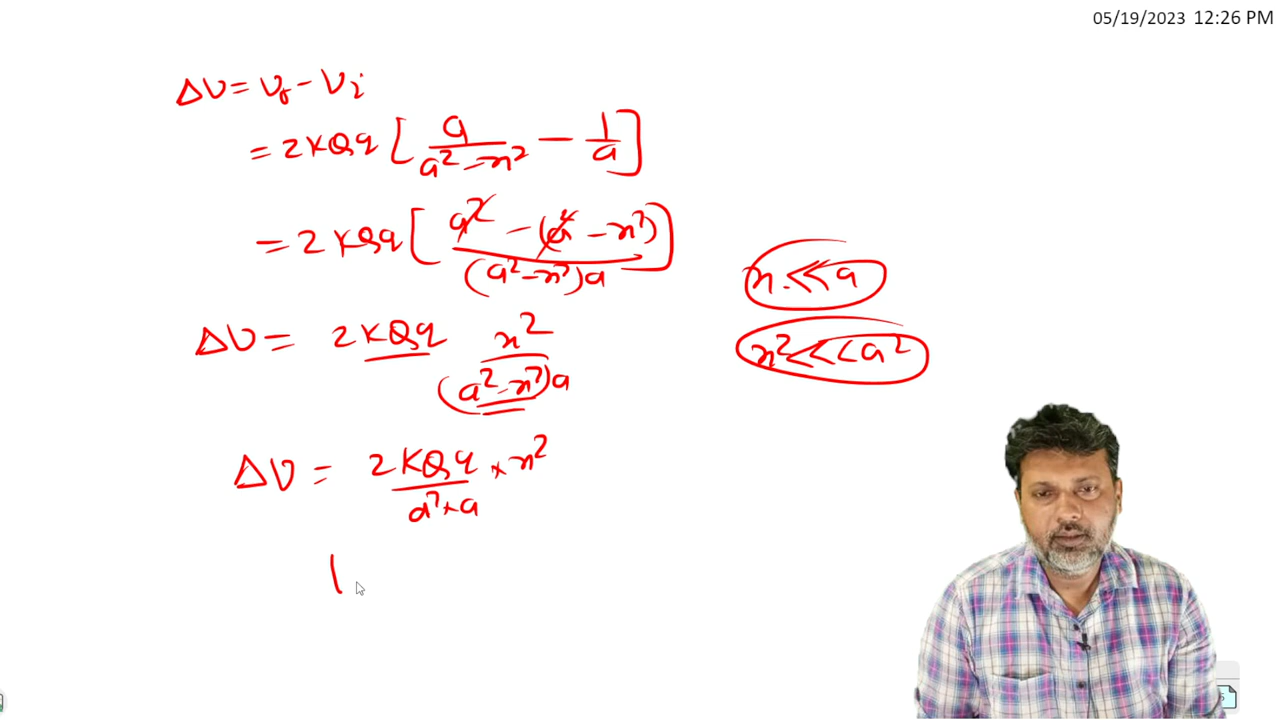 05/19/2023 12:26 PM
ΔU = Uf - Ui
= 2KQq [ a/(a² - x²) - 1/a ]
= 2KQq [ (a² - (a² - x²))/((a² - x²)a) ]
x << a
ΔU = 2KQq x²/((a² - x²)a)
x² <<< a²
ΔU = 2KQq/(a² × a) × x²